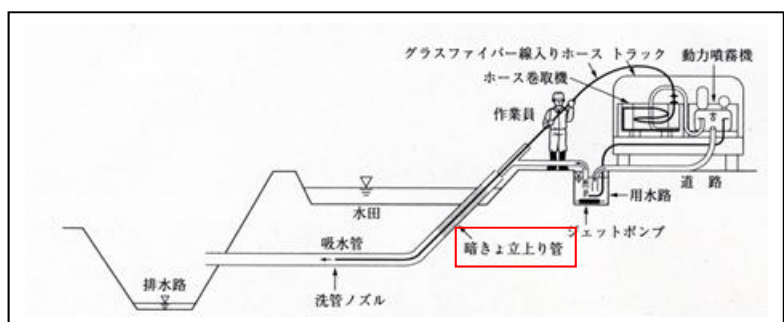 グラスファイバー線入りホース トラック 動力噴霧機
ホース巻取機
作業員
道路
水田
用水路
ジェットポンプ
吸水管
暗きょ立上り管
排水路
洗管ノズル